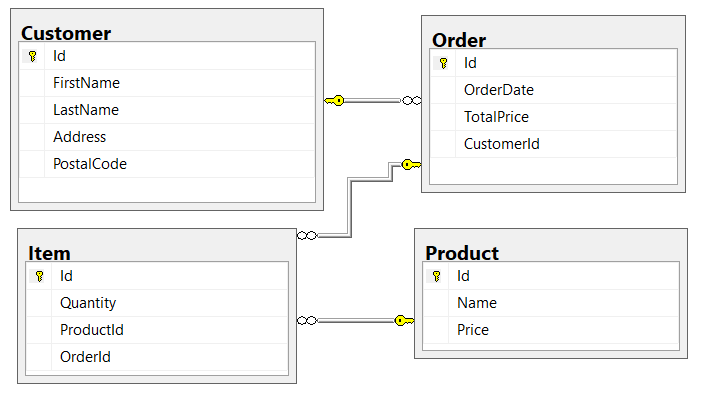 Customer
Id
FirstName
LastName
Address
PostalCode
Order
Id
OrderDate
TotalPrice
CustomerId
Item
Id
Quantity
ProductId
OrderId
Product
Id
Name
Price